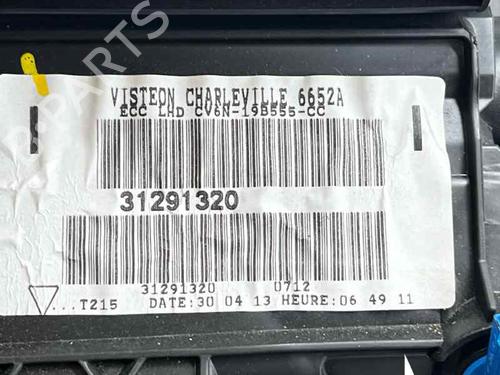 VISTEON CHARLEVILLE 6652A
ECC LHD CV6N-19B555-CC
31291320
31291320 0712
...T215 DATE:30 04 13 HEURE:06 49 11
B-PARTS